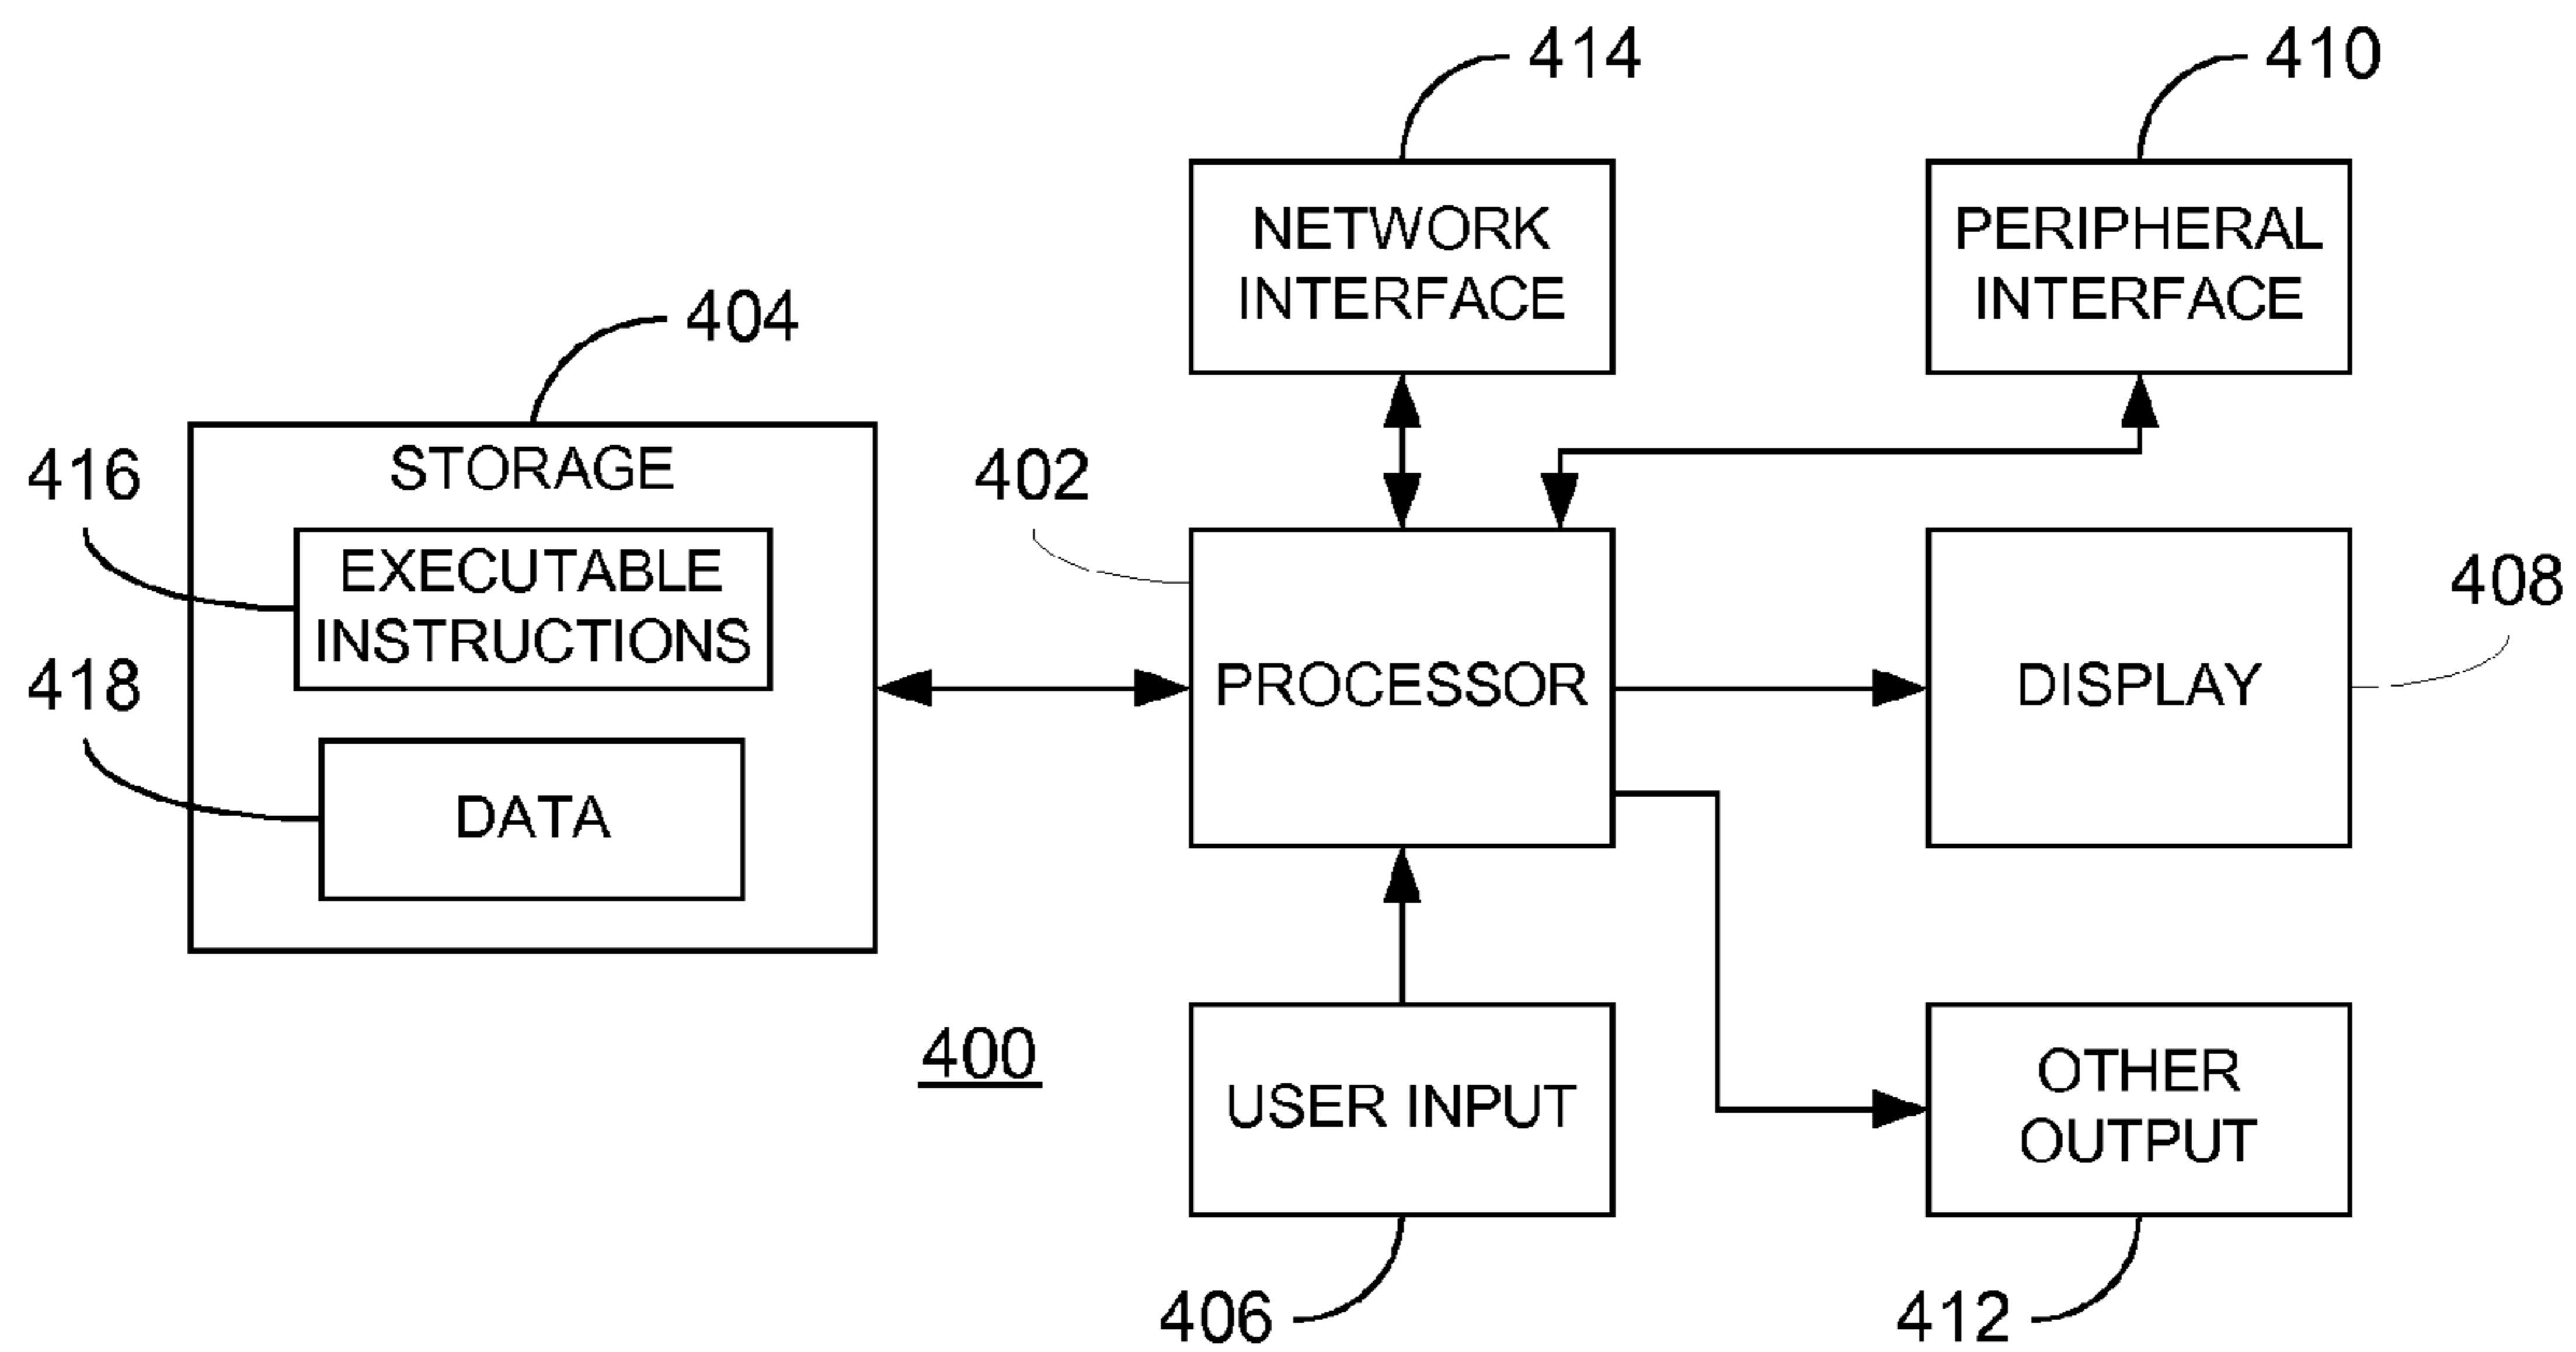 414
410
NETWORK
INTERFACE
PERIPHERAL
INTERFACE
404
416
STORAGE
402
EXECUTABLE
INSTRUCTIONS
408
418
PROCESSOR
DISPLAY
DATA
400
USER INPUT
OTHER
OUTPUT
406
412